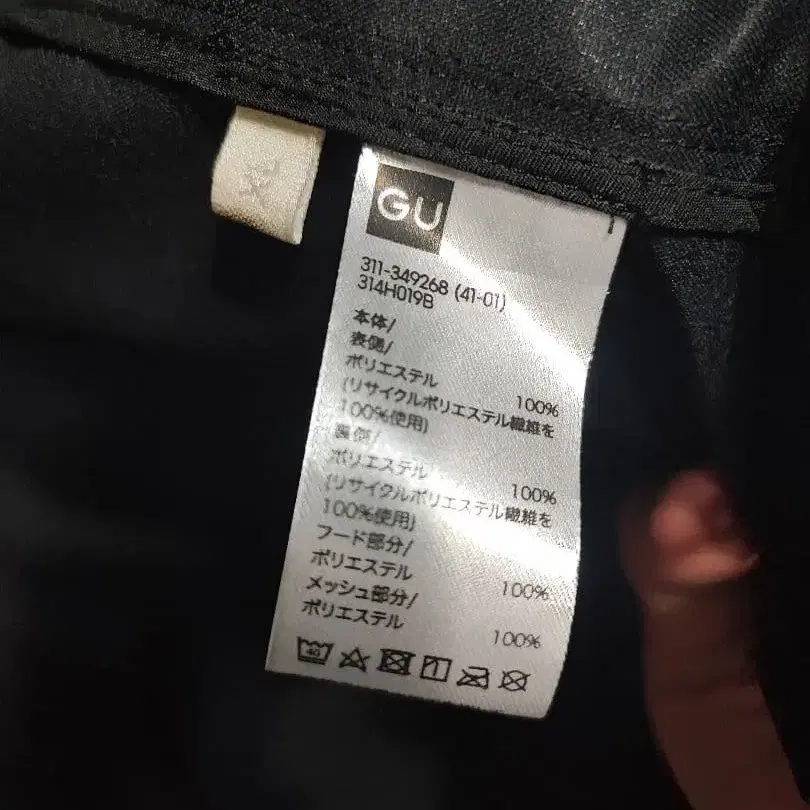 XL
GU
311-349268 (41-01)
314H019B
本体/
表側/
ポリエステル 100%
(リサイクルポリエステル繊維を
100%使用)
裏側/
ポリエステル 100%
(リサイクルポリエステル繊維を
100%使用)
フード部分/
ポリエステル 100%
メッシュ部分/
ポリエステル 100%
40